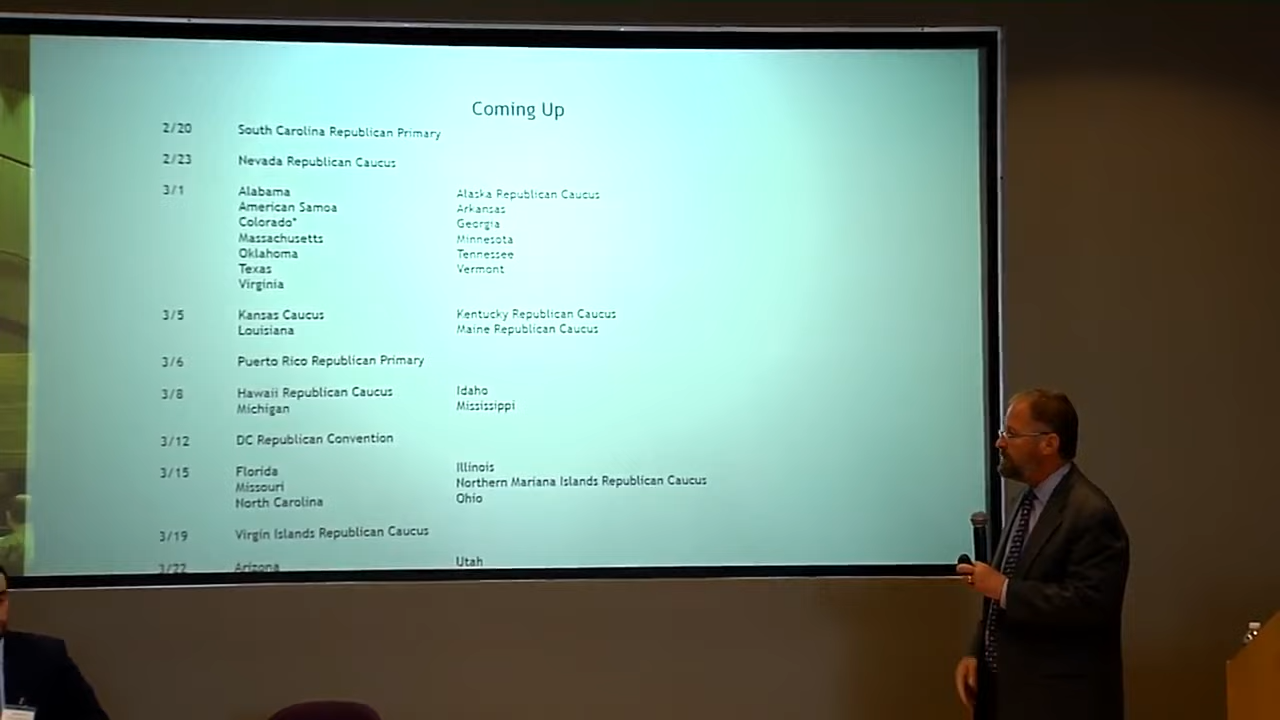 Coming Up
2/20 South Carolina Republican Primary
2/23 Nevada Republican Caucus
3/1 Alabama Alaska Republican Caucus
American Samoa Arkansas
Colorado* Georgia
Massachusetts Minnesota
Oklahoma Tennessee
Texas Vermont
Virginia
3/5 Kansas Caucus Kentucky Republican Caucus
Louisiana Maine Republican Caucus
3/6 Puerto Rico Republican Primary
3/8 Hawaii Republican Caucus Idaho
Michigan Mississippi
3/12 DC Republican Convention
3/15 Florida Illinois
Missouri Northern Mariana Islands Republican Caucus
North Carolina Ohio
3/19 Virgin Islands Republican Caucus
3/22 Arizona Utah